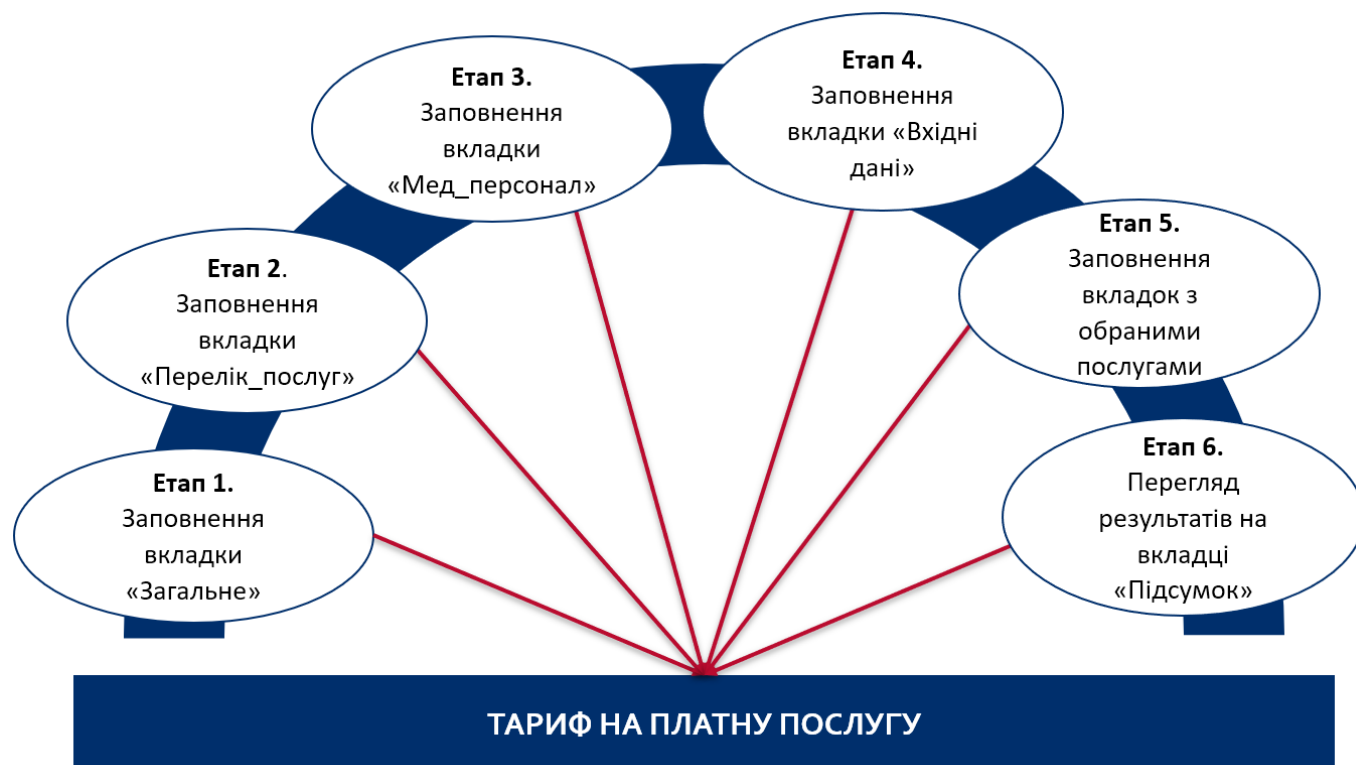 Етап 1.
Заповнення
вкладки
«Загальне»
Етап 2.
Заповнення
вкладки
«Перелік_послуг»
Етап 3.
Заповнення
вкладки
«Мед_персонал»
Етап 4.
Заповнення
вкладки «Вхідні
дані»
Етап 5.
Заповнення
вкладок з
обраними
послугами
Етап 6.
Перегляд
результатів на
вкладці
«Підсумок»
ТАРИФ НА ПЛАТНУ ПОСЛУГУ